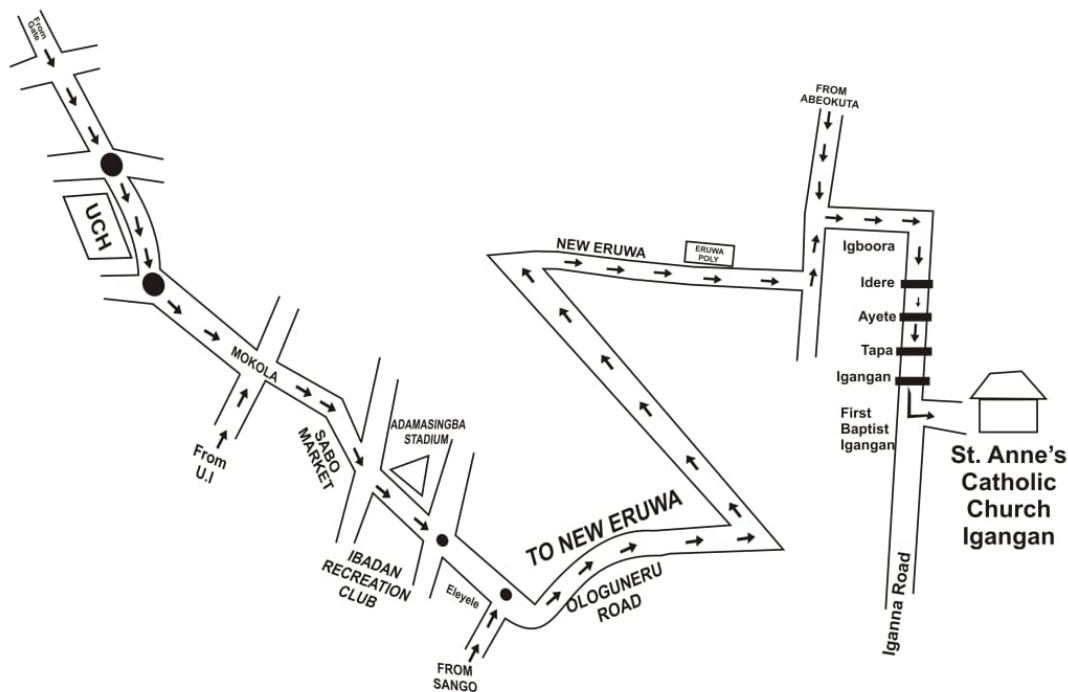 From
Gate
UCH
MOKOLA
From
U.I
SABO
MARKET
ADAMASINGBA
STADIUM
IBADAN
RECREATION
CLUB
Eleyele
FROM
SANGO
TO NEW ERUWA
OLOGUNERU
ROAD
NEW ERUWA
ERUWA
POLY
FROM
ABEOKUTA
Igboora
Idere
Ayete
Tapa
Igangan
First
Baptist
Igangan
St. Anne's
Catholic
Church
Igangan
Iganna Road